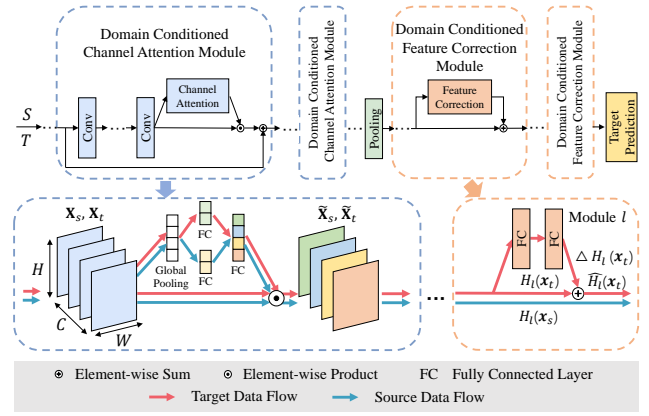 Domain Conditioned
Channel Attention Module
Channel
Attention
Conv
Conv
S
T
Domain Conditioned
Channel Attention Module
Pooling
Domain Conditioned
Feature Correction
Module
Feature
Correction
Domain Conditioned
Feature Correction Module
Target
Prediction
X_s, X_t
H
C
W
Global
Pooling
FC
FC
FC
X̃_s, X̃_t
Module l
FC
FC
△ H_l (x_t)
H_l(x_t)
Ĥ_l(x_t)
H_l(x_s)
Element-wise Sum
Element-wise Product
FC Fully Connected Layer
Target Data Flow
Source Data Flow